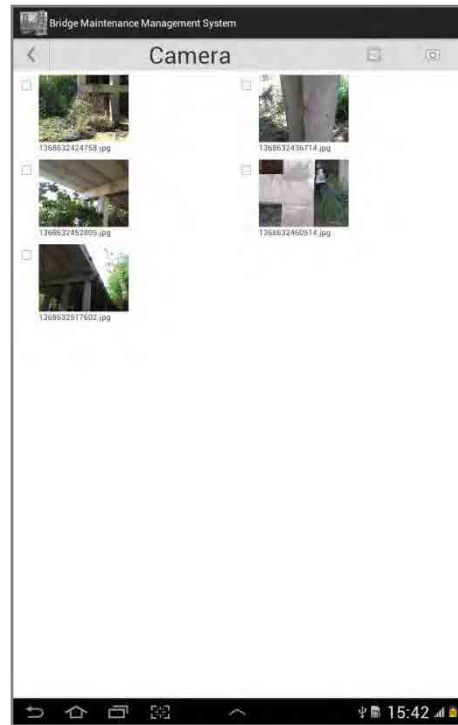 Bridge Maintenance Management System
Camera
1368632424758.jpg
1368632436714.jpg
1368632452805.jpg
1368632460514.jpg
1368632517602.jpg
15:42